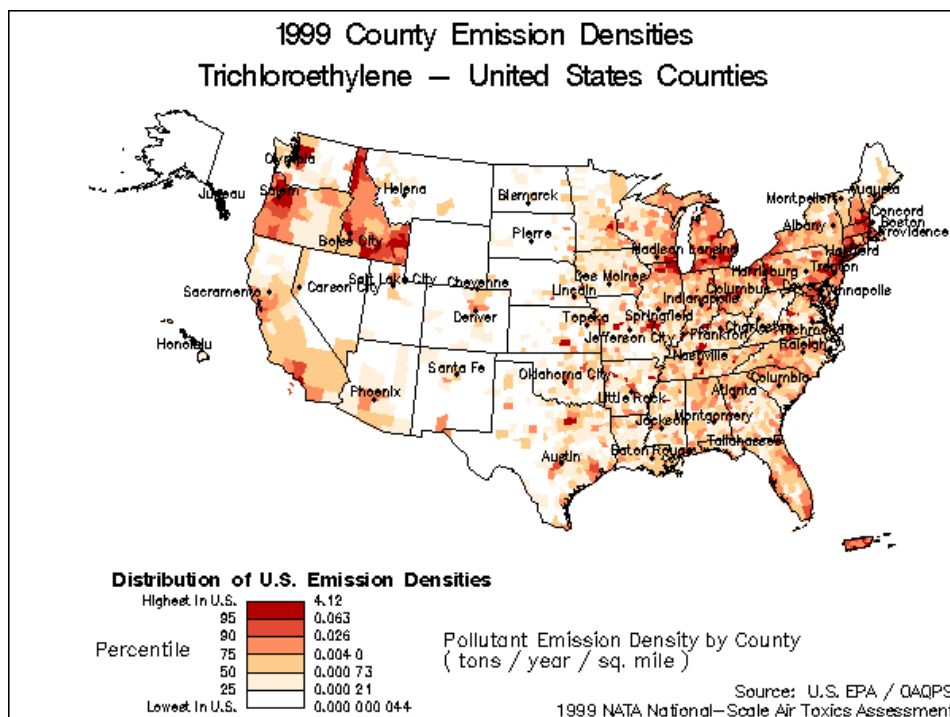 1999 County Emission Densities
Trichloroethylene — United States Counties
Olympia
Salem
Helena
Bismarck
Montpelier
Augusta
Juneau
Concord
Boston
Providence
Albany
Hartford
Boise City
Pierre
Madison Lansing
Harrisburg
Trenton
Salt Lake City
Cheyenne
Des Moines
Columbus
Annapolis
Sacramento
Carson City
Lincoln
Indianapolis
Denver
Topeka
Springfield
Charleston
Richmond
Honolulu
Jefferson City
Frankfort
Raleigh
Nashville
Santa Fe
Oklahoma City
Columbia
Phoenix
Little Rock
Atlanta
Jackson
Montgomery
Tallahassee
Austin
Baton Rouge
Distribution of U.S. Emission Densities
Highest in U.S. 4.12
95 0.063
90 0.026
75 0.004 0
50 0.000 73
25 0.000 21
Lowest in U.S. 0.000 000 044
Percentile
Pollutant Emission Density by County
( tons / year / sq. mile )
Source: U.S. EPA / OAQPS
1999 NATA National—Scale Air Toxics Assessment